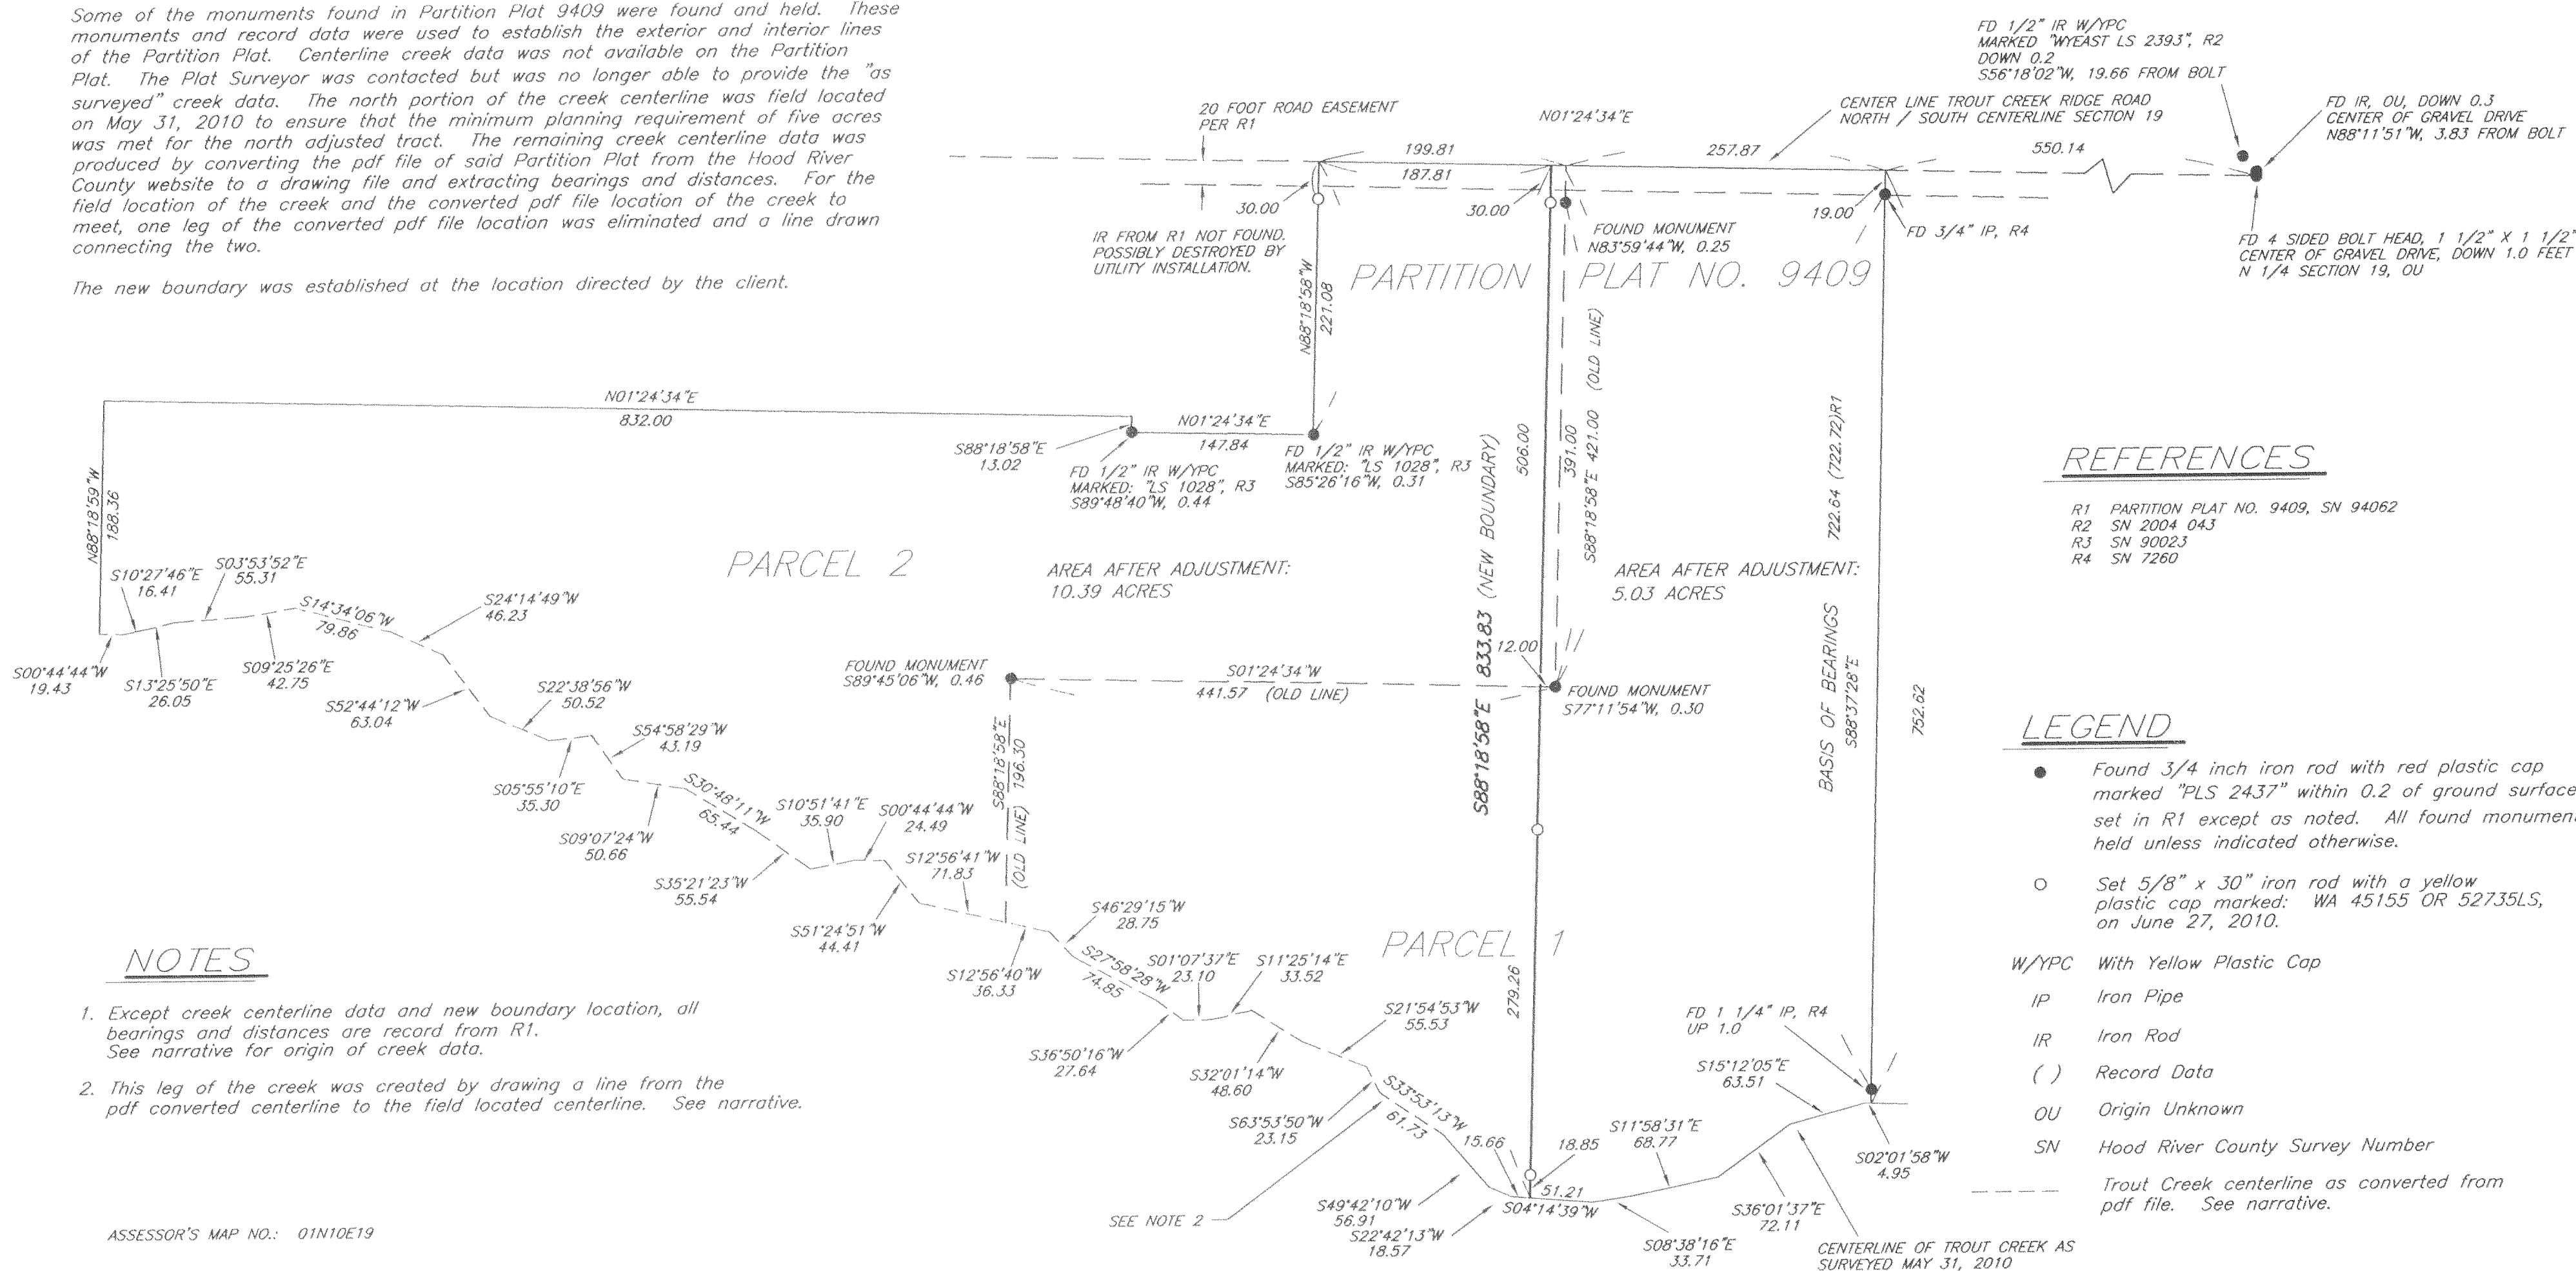 Some of the monuments found in Partition Plat 9409 were found and held. These
monuments and record data were used to establish the exterior and interior lines
of the Partition Plat. Centerline creek data was not available on the Partition
Plat. The Plat Surveyor was contacted but was no longer able to provide the "as
surveyed" creek data. The north portion of the creek centerline was field located
on May 31, 2010 to ensure that the minimum planning requirement of five acres
was met for the north adjusted tract. The remaining creek centerline data was
produced by converting the pdf file of said Partition Plat from the Hood River
County website to a drawing file and extracting bearings and distances. For the
field location of the creek and the converted pdf file location of the creek to
meet, one leg of the converted pdf file location was eliminated and a line drawn
connecting the two.
The new boundary was established at the location directed by the client.
20 FOOT ROAD EASEMENT
PER R1
N01°24'34"E
CENTER LINE TROUT CREEK RIDGE ROAD
NORTH / SOUTH CENTERLINE SECTION 19
FD 1/2" IR W/YPC
MARKED "WYEAST LS 2393", R2
DOWN 0.2
S56°18'02"W, 19.66 FROM BOLT
FD IR, OU, DOWN 0.3
CENTER OF GRAVEL DRIVE
N88°11'51"W, 3.83 FROM BOLT
199.81
187.81
257.87
550.14
30.00
30.00
19.00
IR FROM R1 NOT FOUND.
POSSIBLY DESTROYED BY
UTILITY INSTALLATION.
FOUND MONUMENT
N83°59'44"W, 0.25
FD 3/4" IP, R4
FD 4 SIDED BOLT HEAD, 1 1/2" X 1 1/2"
CENTER OF GRAVEL DRIVE, DOWN 1.0 FEET
N 1/4 SECTION 19, OU
PARTITION PLAT NO. 9409
N88°18'58"W
221.08
N01°24'34"E
832.00
S88°18'58"E
13.02
N01°24'34"E
147.84
FD 1/2" IR W/YPC
MARKED: "LS 1028", R3
S89°48'40"W, 0.44
FD 1/2" IR W/YPC
MARKED: "LS 1028", R3
S85°26'16"W, 0.31
506.00
391.00
S88°18'58"E 421.00 (OLD LINE)
722.64 (722.72)R1
N88°18'59"W
188.36
REFERENCES
R1 PARTITION PLAT NO. 9409, SN 94062
R2 SN 2004 043
R3 SN 90023
R4 SN 7260
PARCEL 2
AREA AFTER ADJUSTMENT:
10.39 ACRES
AREA AFTER ADJUSTMENT:
5.03 ACRES
S88°18'58"E 833.83 (NEW BOUNDARY)
BASIS OF BEARINGS
S88°37'28"E
752.62
S10°27'46"E
16.41
S03°53'52"E
55.31
S14°34'06"W
79.86
S24°14'49"W
46.23
S00°44'44"W
19.43
S13°25'50"E
26.05
S09°25'26"E
42.75
S52°44'12"W
63.04
S22°38'56"W
50.52
S54°58'29"W
43.19
S05°55'10"E
35.30
S09°07'24"W
50.66
S30°48'11"W
65.44
S10°51'41"E
35.90
S00°44'44"W
24.49
S35°21'23"W
55.54
S12°56'41"W
71.83
S51°24'51"W
44.41
FOUND MONUMENT
S89°45'06"W, 0.46
S01°24'34"W
441.57 (OLD LINE)
12.00
FOUND MONUMENT
S77°11'54"W, 0.30
S88°18'58"E
(OLD LINE) 196.30
LEGEND
Found 3/4 inch iron rod with red plastic cap
marked "PLS 2437" within 0.2 of ground surface
set in R1 except as noted. All found monumen
held unless indicated otherwise.
Set 5/8" x 30" iron rod with a yellow
plastic cap marked: WA 45155 OR 52735LS,
on June 27, 2010.
W/YPC With Yellow Plastic Cap
IP Iron Pipe
IR Iron Rod
( ) Record Data
OU Origin Unknown
SN Hood River County Survey Number
Trout Creek centerline as converted from
pdf file. See narrative.
S46°29'15"W
28.75
S12°56'40"W
36.33
S27°58'28"W
74.85
S01°07'37"E
23.10
S11°25'14"E
33.52
PARCEL 1
279.26
S36°50'16"W
27.64
S32°01'14"W
48.60
S21°54'53"W
55.53
S63°53'50"W
23.15
S33°53'13"W
61.73
FD 1 1/4" IP, R4
UP 1.0
S15°12'05"E
63.51
15.66
18.85
S11°58'31"E
68.77
S02°01'58"W
4.95
51.21
S04°14'39"W
S49°42'10"W
56.91
S22°42'13"W
18.57
S08°38'16"E
33.71
S36°01'37"E
72.11
CENTERLINE OF TROUT CREEK AS
SURVEYED MAY 31, 2010
SEE NOTE 2
NOTES
1. Except creek centerline data and new boundary location, all
bearings and distances are record from R1.
See narrative for origin of creek data.
2. This leg of the creek was created by drawing a line from the
pdf converted centerline to the field located centerline. See narrative.
ASSESSOR'S MAP NO.: 01N10E19